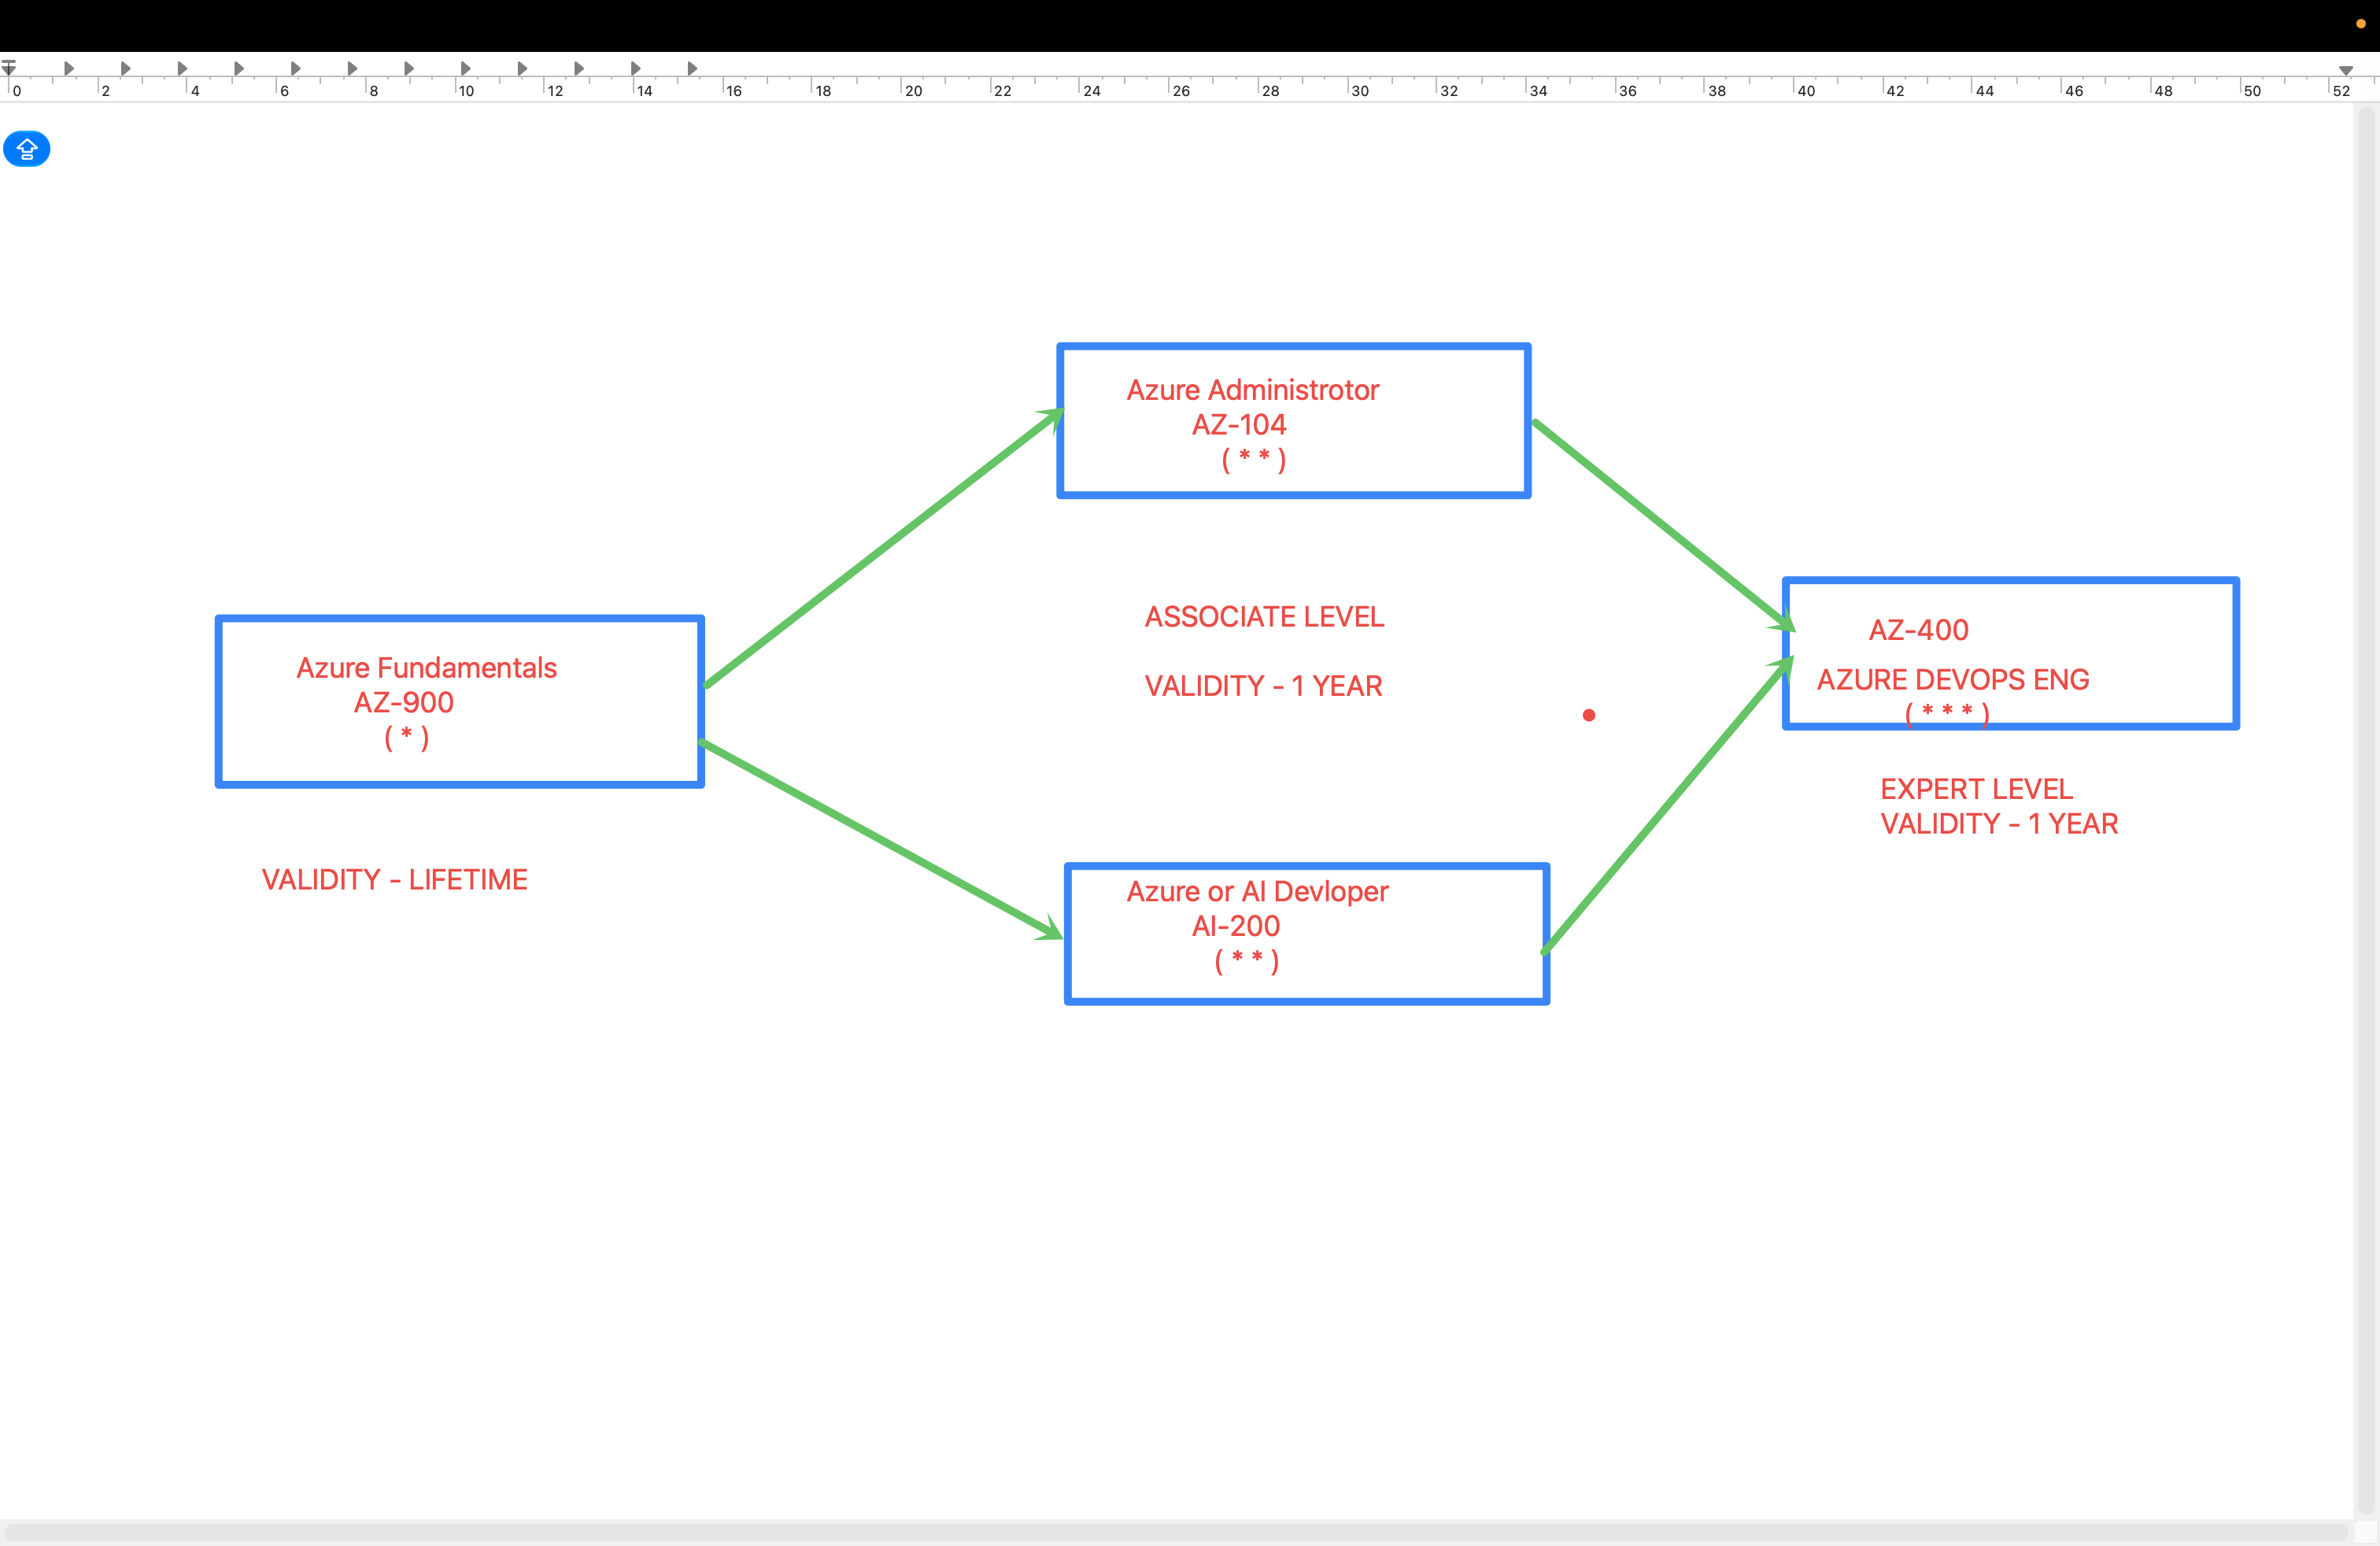 0 2 4 6 8 10 12 14 16 18 20 22 24 26 28 30 32 34 36 38 40 42 44 46 48 50 52
Azure Administrotor
AZ-104
( * * )
ASSOCIATE LEVEL
VALIDITY - 1 YEAR
Azure Fundamentals
AZ-900
( * )
VALIDITY - LIFETIME
Azure or AI Devloper
AI-200
( * * )
AZ-400
AZURE DEVOPS ENG
( * * * )
EXPERT LEVEL
VALIDITY - 1 YEAR